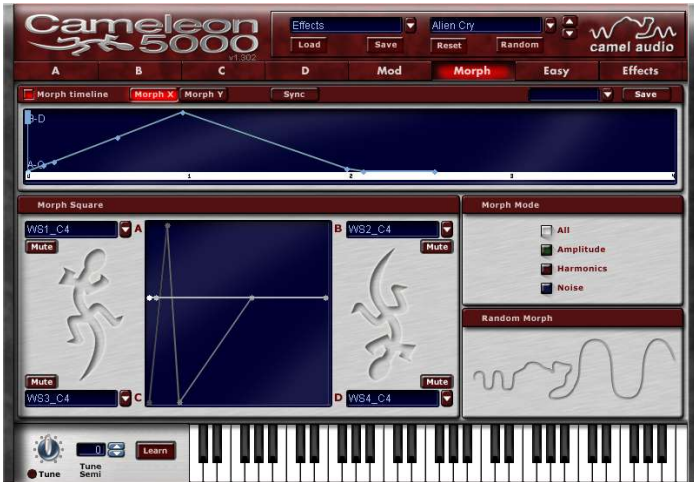 Cameleon 5000
v1.302
Effects
Alien Cry
Load
Save
Reset
Random
camel audio
A
B
C
D
Mod
Morph
Easy
Effects
Morph timeline
Morph X
Morph Y
Sync
Save
B-D
A-C
0 1 2 3 4
Morph Square
Morph Mode
WS1_C4
A
B
WS2_C4
Mute
Mute
All
Amplitude
Harmonics
Noise
Random Morph
Mute
Mute
WS3_C4
C
D
WS4_C4
Tune
0
Tune
Semi
Learn